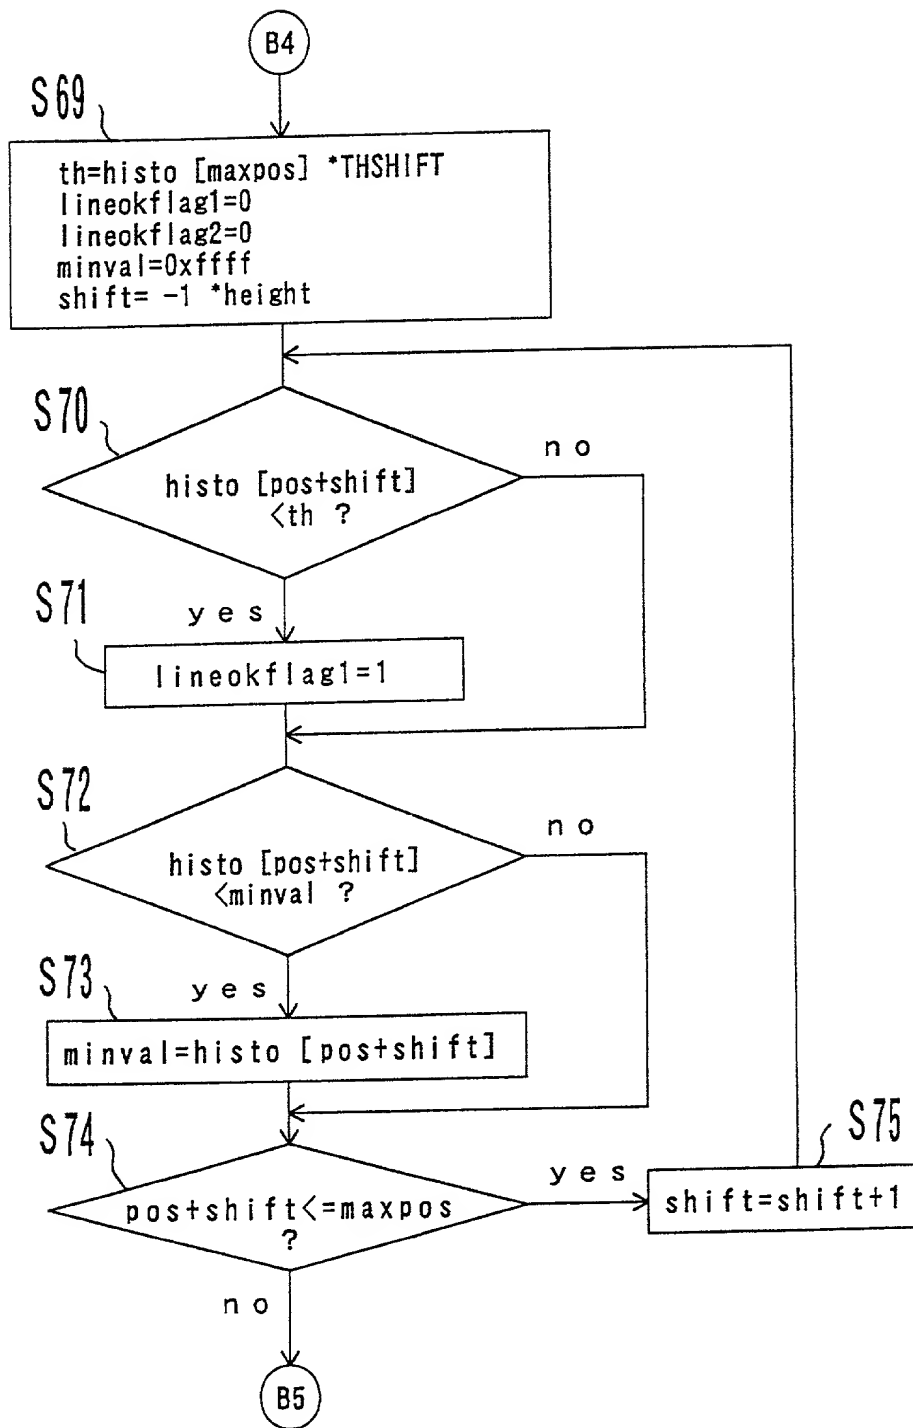 B4
S69
th=histo [maxpos] *THSHIFT
lineokflag1=0
lineokflag2=0
minval=0xffff
shift= -1 *height
S70
histo [pos+shift]
<th ?
no
yes
S71
lineokflag1=1
S72
histo [pos+shift]
<minval ?
no
yes
S73
minval=histo [pos+shift]
S74
pos+shift<=maxpos
?
yes
S75
shift=shift+1
no
B5